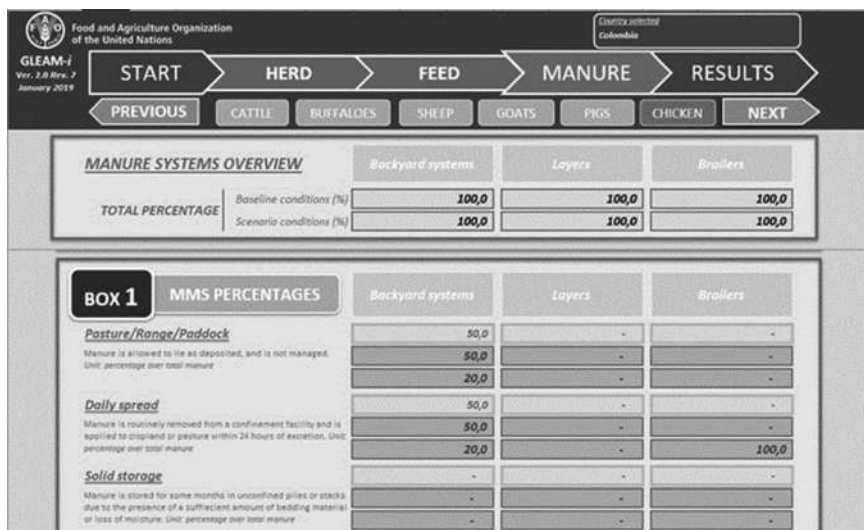 Food and Agriculture Organization
of the United Nations
Country selected
Colombia
GLEAM-i
Ver. 2.0 Rev. 7
January 2019
START HERD FEED MANURE RESULTS
PREVIOUS CATTLE BUFFALOES SHEEP GOATS PIGS CHICKEN NEXT
MANURE SYSTEMS OVERVIEW Backyard systems Layers Broilers
TOTAL PERCENTAGE
Baseline conditions (%) 100,0 100,0 100,0
Scenario conditions (%) 100,0 100,0 100,0
BOX 1 MMS PERCENTAGES Backyard systems Layers Broilers
Pasture/Range/Paddock 50,0 - -
Manure is allowed to lie as deposited, and is not managed.
Unit: percentage over total manure
50,0 - -
20,0 - -
Daily spread 50,0 - -
Manure is routinely removed from a confinement facility and is
applied to cropland or pasture within 24 hours of excretion. Unit:
percentage over total manure
50,0 - -
20,0 - 100,0
Solid storage - - -
Manure is stored for some months in unconfined piles or stacks
due to the presence of a suffiecient amount of bedding material
or loss of moisture. Unit: percentage over total manure
- - -
- - -